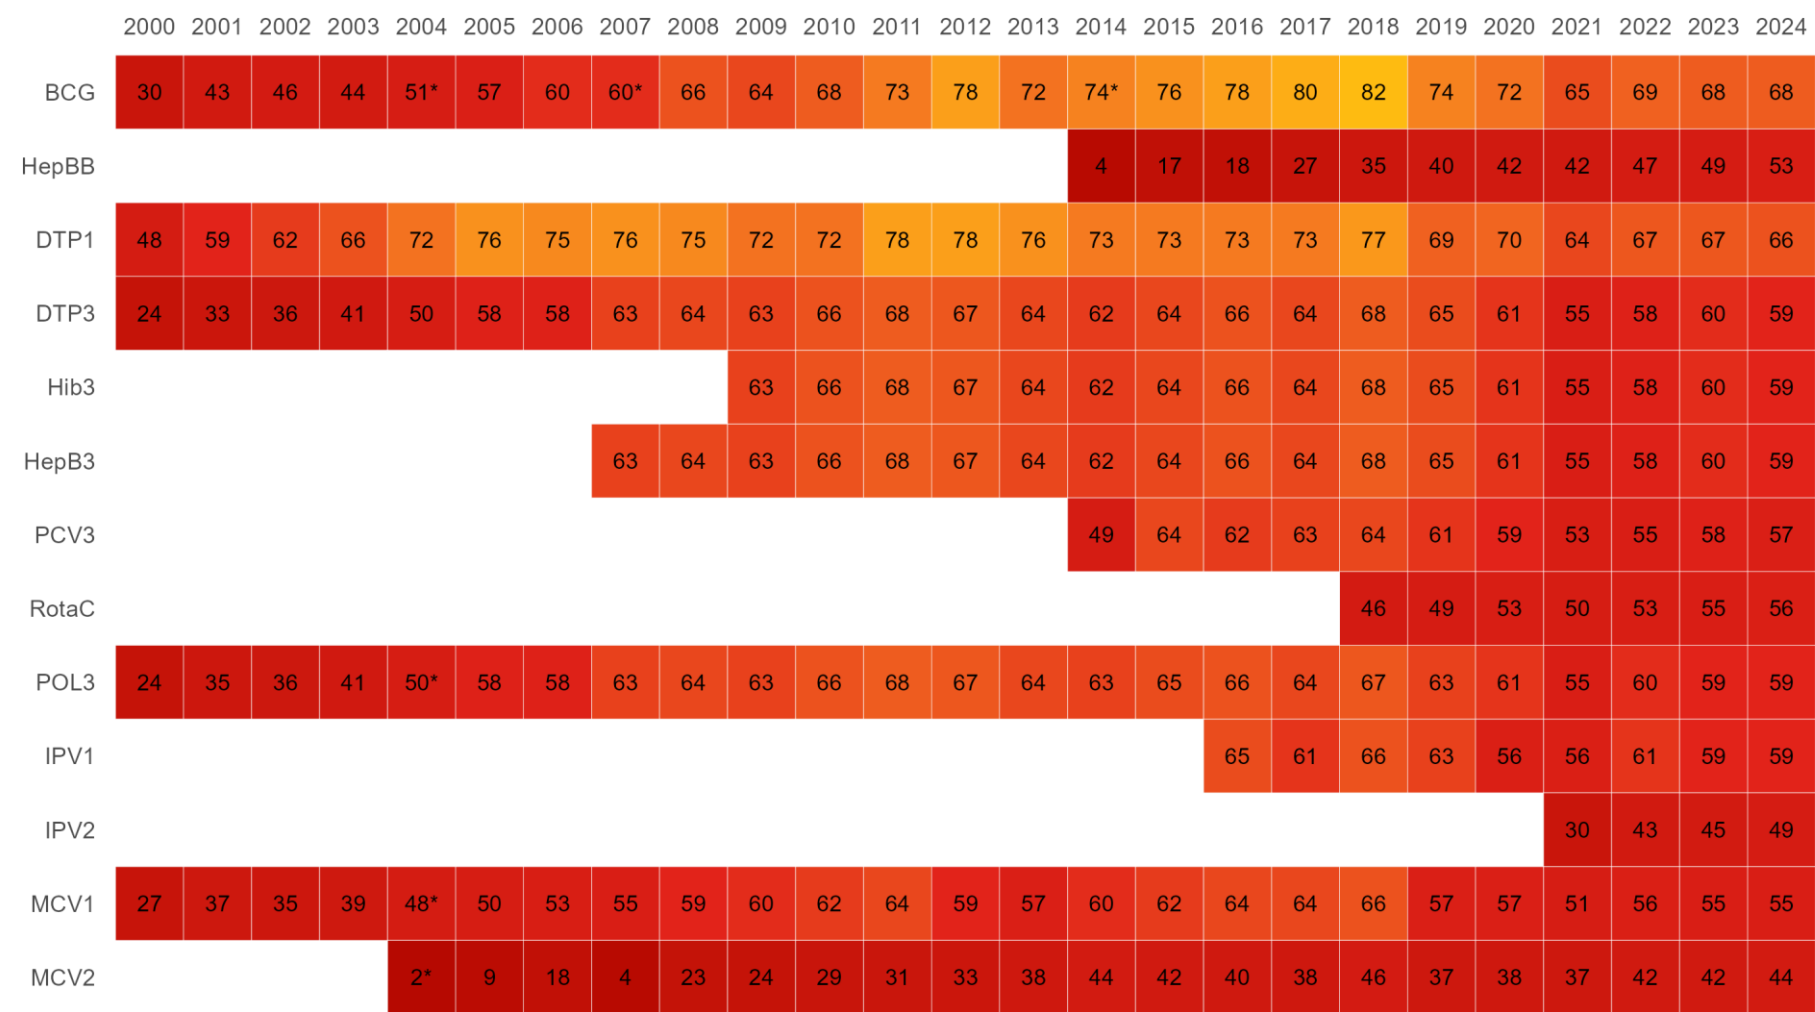 2000 2001 2002 2003 2004 2005 2006 2007 2008 2009 2010 2011 2012 2013 2014 2015 2016 2017 2018 2019 2020 2021 2022 2023 2024
BCG 30 43 46 44 51* 57 60 60* 66 64 68 73 78 72 74* 76 78 80 82 74 72 65 69 68 68
HepBB 4 17 18 27 35 40 42 42 47 49 53
DTP1 48 59 62 66 72 76 75 76 75 72 72 78 78 76 73 73 73 73 77 69 70 64 67 67 66
DTP3 24 33 36 41 50 58 58 63 64 63 66 68 67 64 62 64 66 64 68 65 61 55 58 60 59
Hib3 63 66 68 67 64 62 64 66 64 68 65 61 55 58 60 59
HepB3 63 64 63 66 68 67 64 62 64 66 64 68 65 61 55 58 60 59
PCV3 49 64 62 63 64 61 59 53 55 58 57
RotaC 46 49 53 50 53 55 56
POL3 24 35 36 41 50* 58 58 63 64 63 66 68 67 64 63 65 66 64 67 63 61 55 60 59 59
IPV1 65 61 66 63 56 56 61 59 59
IPV2 30 43 45 49
MCV1 27 37 35 39 48* 50 53 55 59 60 62 64 59 57 60 62 64 64 66 57 57 51 56 55 55
MCV2 2* 9 18 4 23 24 29 31 33 38 44 42 40 38 46 37 38 37 42 42 44